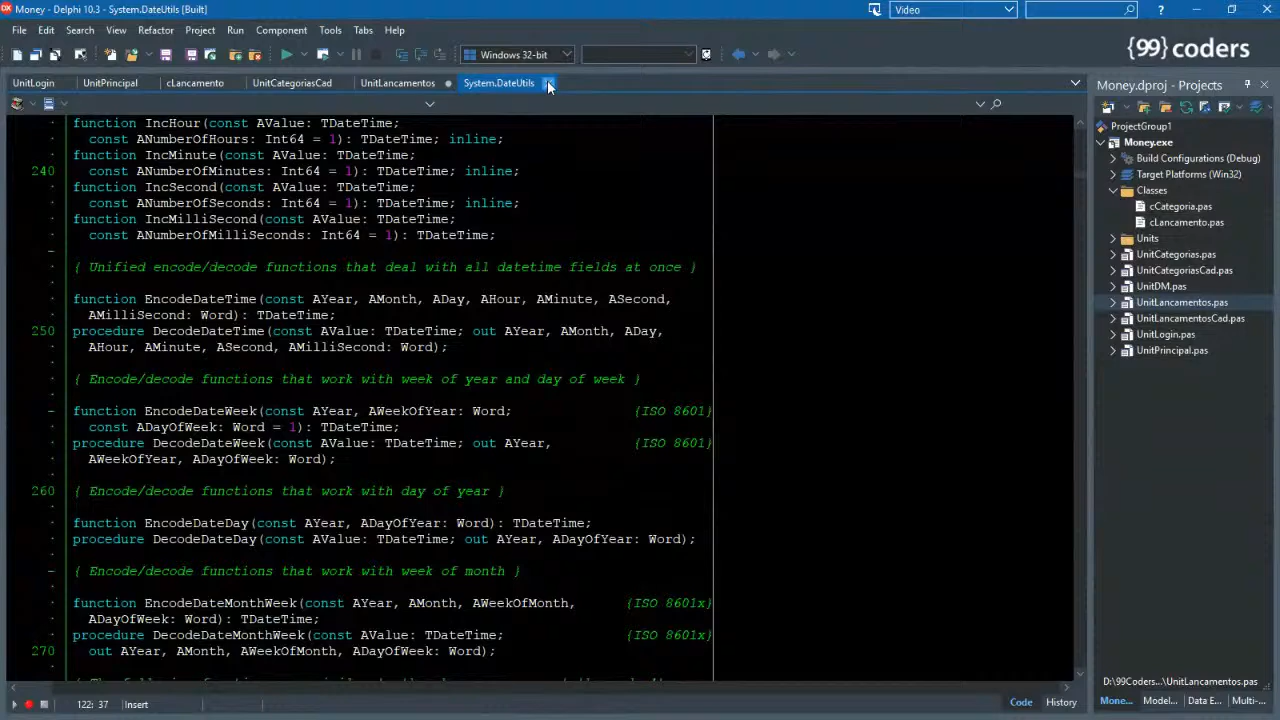 Money - Delphi 10.3 - System.DateUtils [Built]
Video
File Edit Search View Refactor Project Run Component Tools Tabs Help
Windows 32-bit
{99} coders
UnitLogin UnitPrincipal cLancamento UnitCategoriasCad UnitLancamentos System.DateUtils
Money.dproj - Projects
function IncHour(const AValue: TDateTime;
const ANumberOfHours: Int64 = 1): TDateTime; inline;
function IncMinute(const AValue: TDateTime;
240 const ANumberOfMinutes: Int64 = 1): TDateTime; inline;
function IncSecond(const AValue: TDateTime;
const ANumberOfSeconds: Int64 = 1): TDateTime; inline;
function IncMilliSecond(const AValue: TDateTime;
const ANumberOfMilliSeconds: Int64 = 1): TDateTime;
{ Unified encode/decode functions that deal with all datetime fields at once }
function EncodeDateTime(const AYear, AMonth, ADay, AHour, AMinute, ASecond,
AMilliSecond: Word): TDateTime;
250 procedure DecodeDateTime(const AValue: TDateTime; out AYear, AMonth, ADay,
AHour, AMinute, ASecond, AMilliSecond: Word);
{ Encode/decode functions that work with week of year and day of week }
function EncodeDateWeek(const AYear, AWeekOfYear: Word; {ISO 8601}
const ADayOfWeek: Word = 1): TDateTime;
procedure DecodeDateWeek(const AValue: TDateTime; out AYear, {ISO 8601}
AWeekOfYear, ADayOfWeek: Word);
260 { Encode/decode functions that work with day of year }
function EncodeDateDay(const AYear, ADayOfYear: Word): TDateTime;
procedure DecodeDateDay(const AValue: TDateTime; out AYear, ADayOfYear: Word);
{ Encode/decode functions that work with week of month }
function EncodeDateMonthWeek(const AYear, AMonth, AWeekOfMonth, {ISO 8601x}
ADayOfWeek: Word): TDateTime;
procedure DecodeDateMonthWeek(const AValue: TDateTime; {ISO 8601x}
270 out AYear, AMonth, AWeekOfMonth, ADayOfWeek: Word);
ProjectGroup1
Money.exe
Build Configurations (Debug)
Target Platforms (Win32)
Classes
cCategoria.pas
cLancamento.pas
Units
UnitCategorias.pas
UnitCategoriasCad.pas
UnitDM.pas
UnitLancamentos.pas
UnitLancamentosCad.pas
UnitLogin.pas
UnitPrincipal.pas
D:\99Coders...\UnitLancamentos.pas
122: 37 Insert
Code History
Mone... Model... Data E... Multi-...